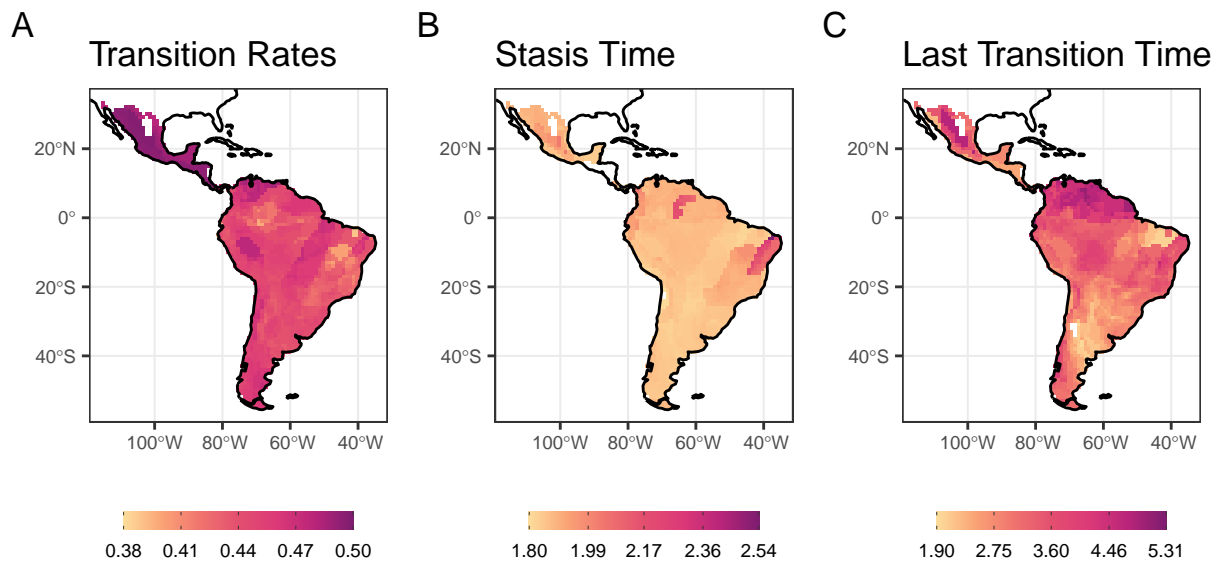 A
B
C
Transition Rates
Stasis Time
Last Transition Time
20°N
0°
20°S
40°S
100°W 80°W 60°W 40°W
0.38 0.41 0.44 0.47 0.50
20°N
0°
20°S
40°S
100°W 80°W 60°W 40°W
1.80 1.99 2.17 2.36 2.54
20°N
0°
20°S
40°S
100°W 80°W 60°W 40°W
1.90 2.75 3.60 4.46 5.31